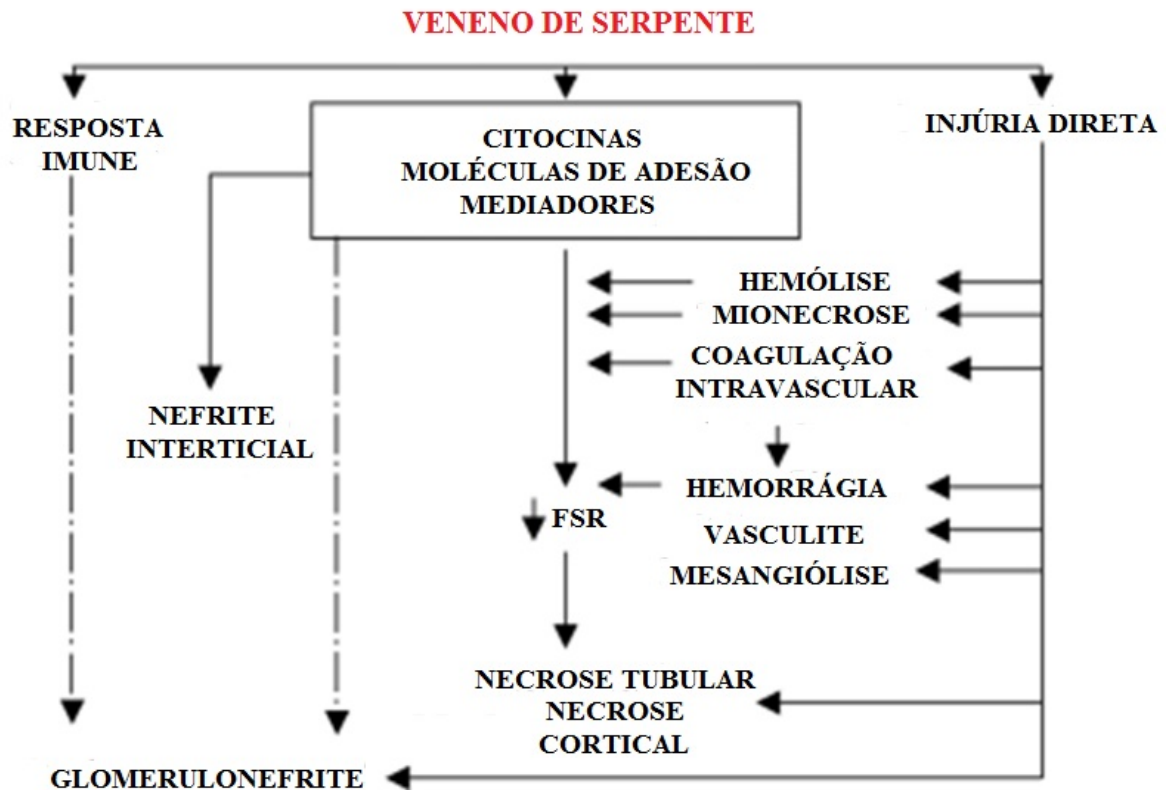 VENENO DE SERPENTE
RESPOSTA
IMUNE
CITOCINAS
MOLÉCULAS DE ADESÃO
MEDIADORES
INJÚRIA DIRETA
HEMÓLISE
MIONECROSE
COAGULAÇÃO
INTRAVASCULAR
NEFRITE
INTERTICIAL
HEMORRÁGIA
FSR
VASCULITE
MESANGIÓLISE
NECROSE TUBULAR
NECROSE
CORTICAL
GLOMERULONEFRITE